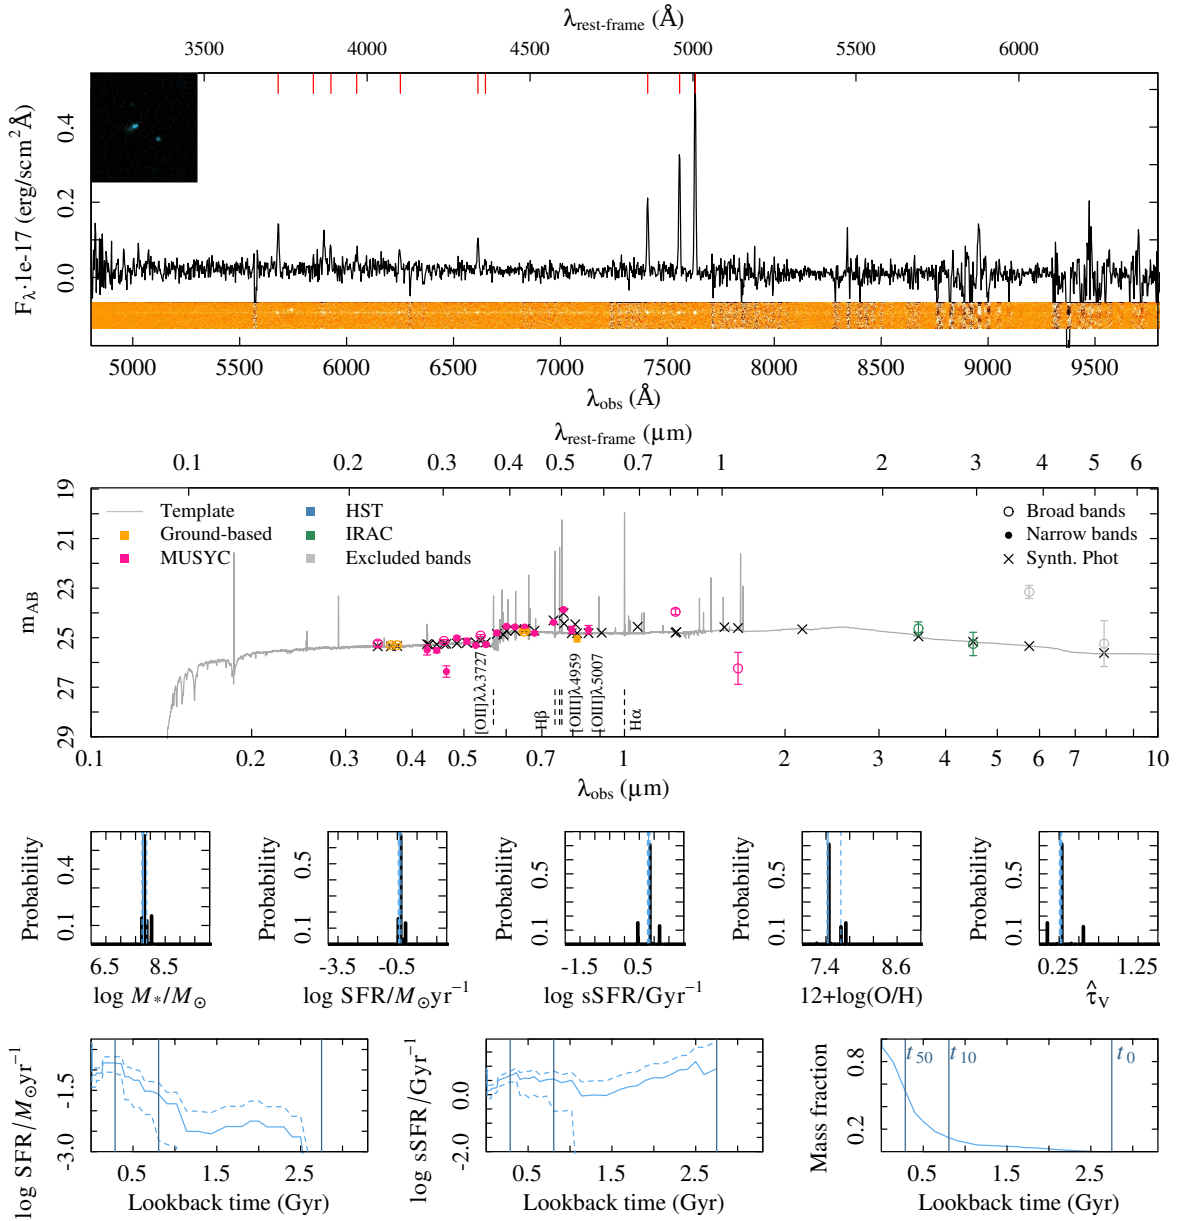 λrest-frame (Å)
3500 4000 4500 5000 5500 6000
Fλ·1e-17 (erg/scm²Å)
0.0 0.2 0.4
5000 5500 6000 6500 7000 7500 8000 8500 9000 9500
λobs (Å)
λrest-frame (μm)
0.1 0.2 0.3 0.4 0.5 0.7 1 2 3 4 5 6
mAB
19
21
23
25
27
29
Template
Ground-based
MUSYC
HST
IRAC
Excluded bands
Broad bands
Narrow bands
Synth. Phot
[OII]λλ3727
Hβ
[OIII]λ4959
[OIII]λ5007
Hα
0.1 0.2 0.3 0.4 0.5 0.7 1 2 3 4 5 6 7 10
λobs (μm)
Probability
0.1 0.4
6.5 8.5
log M*/M⊙
Probability
0.1 0.5
-3.5 -0.5
log SFR/M⊙yr⁻¹
Probability
0.1 0.5
-1.5 0.5
log sSFR/Gyr⁻¹
Probability
0.1 0.5
7.4 8.6
12+log(O/H)
Probability
0.1 0.5
0.25 1.25
τ̂V
log SFR/M⊙yr⁻¹
-3.0 -1.5
0.5 1.5 2.5
Lookback time (Gyr)
log sSFR/Gyr⁻¹
-2.0 0.0
0.5 1.5 2.5
Lookback time (Gyr)
Mass fraction
0.2 0.8
t50 t10 t0
0.5 1.5 2.5
Lookback time (Gyr)